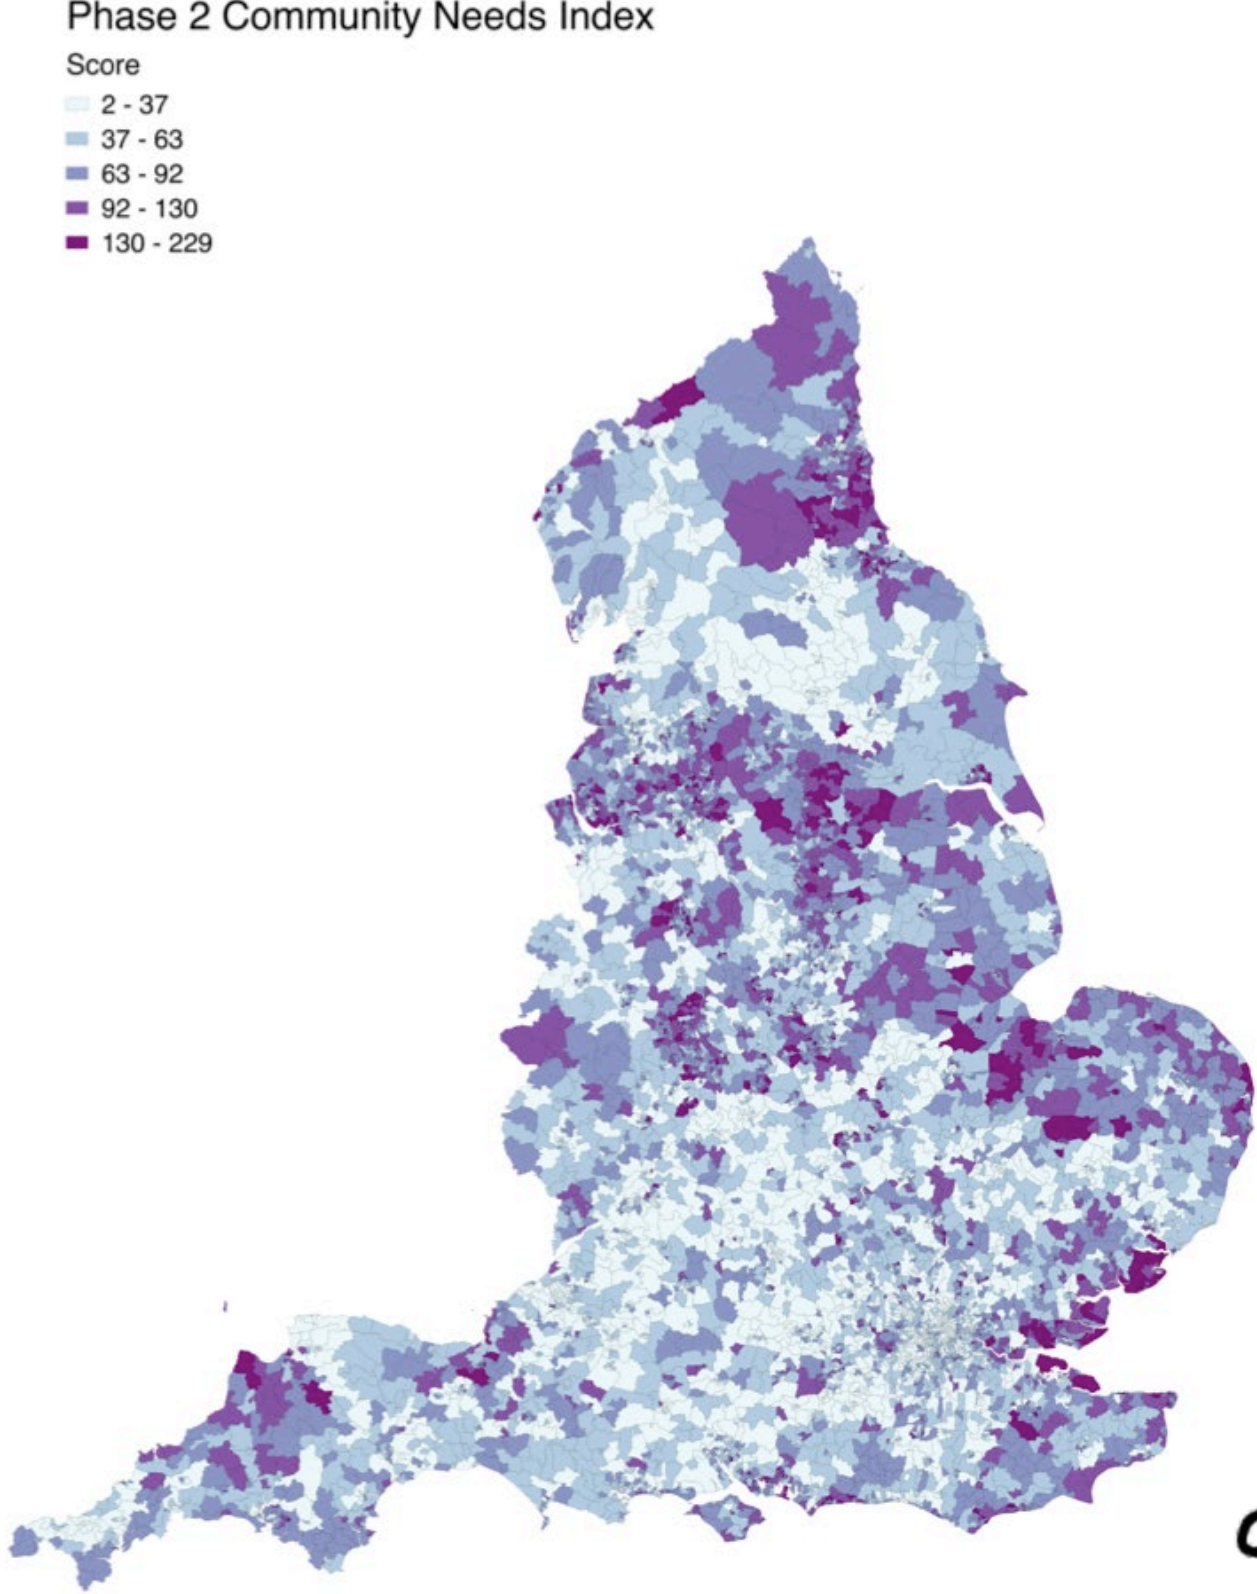 Phase 2 Community Needs Index
Score
2 - 37
37 - 63
63 - 92
92 - 130
130 - 229